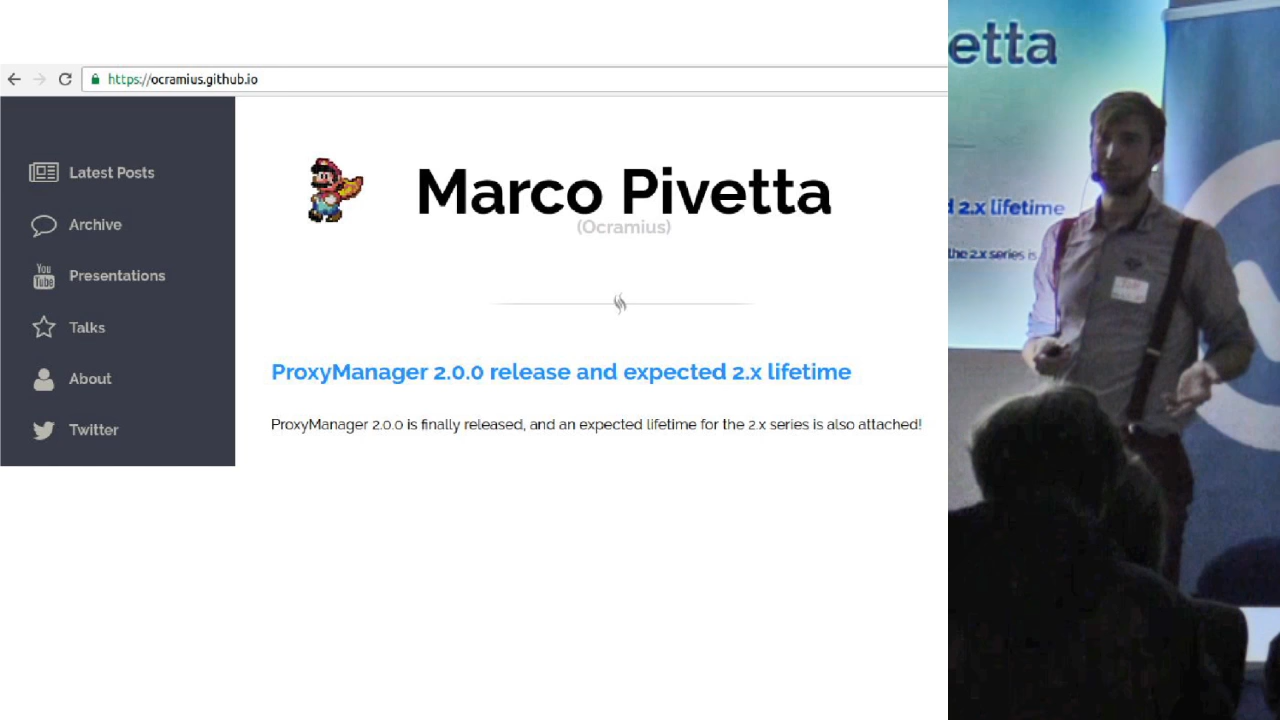 https://ocramius.github.io
Latest Posts
Archive
Presentations
Talks
About
Twitter
Marco Pivetta
(Ocramius)
ProxyManager 2.0.0 release and expected 2.x lifetime
ProxyManager 2.0.0 is finally released, and an expected lifetime for the 2.x series is also attached!
You
Tube
etta
d 2.x lifetime
the 2.x series is